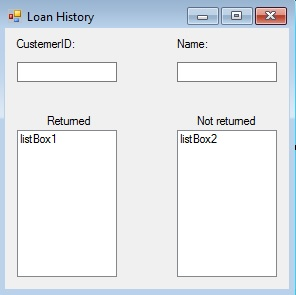 Loan History
CustemerID:
Name:
Returned
Not returned
listBox1
listBox2